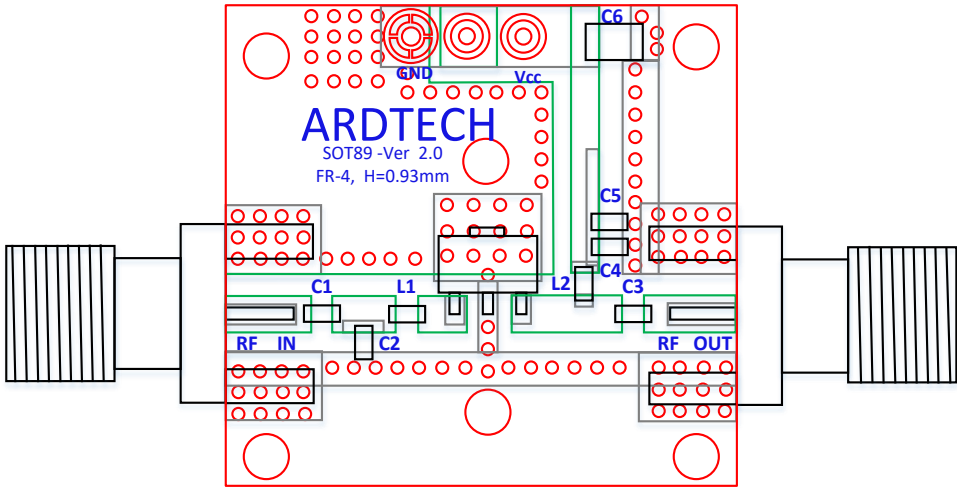 C6
GND
Vcc
ARDTECH
SOT89 -Ver 2.0
FR-4, H=0.93mm
C5
C4
C1
L1
L2
C3
RF IN
C2
RF OUT